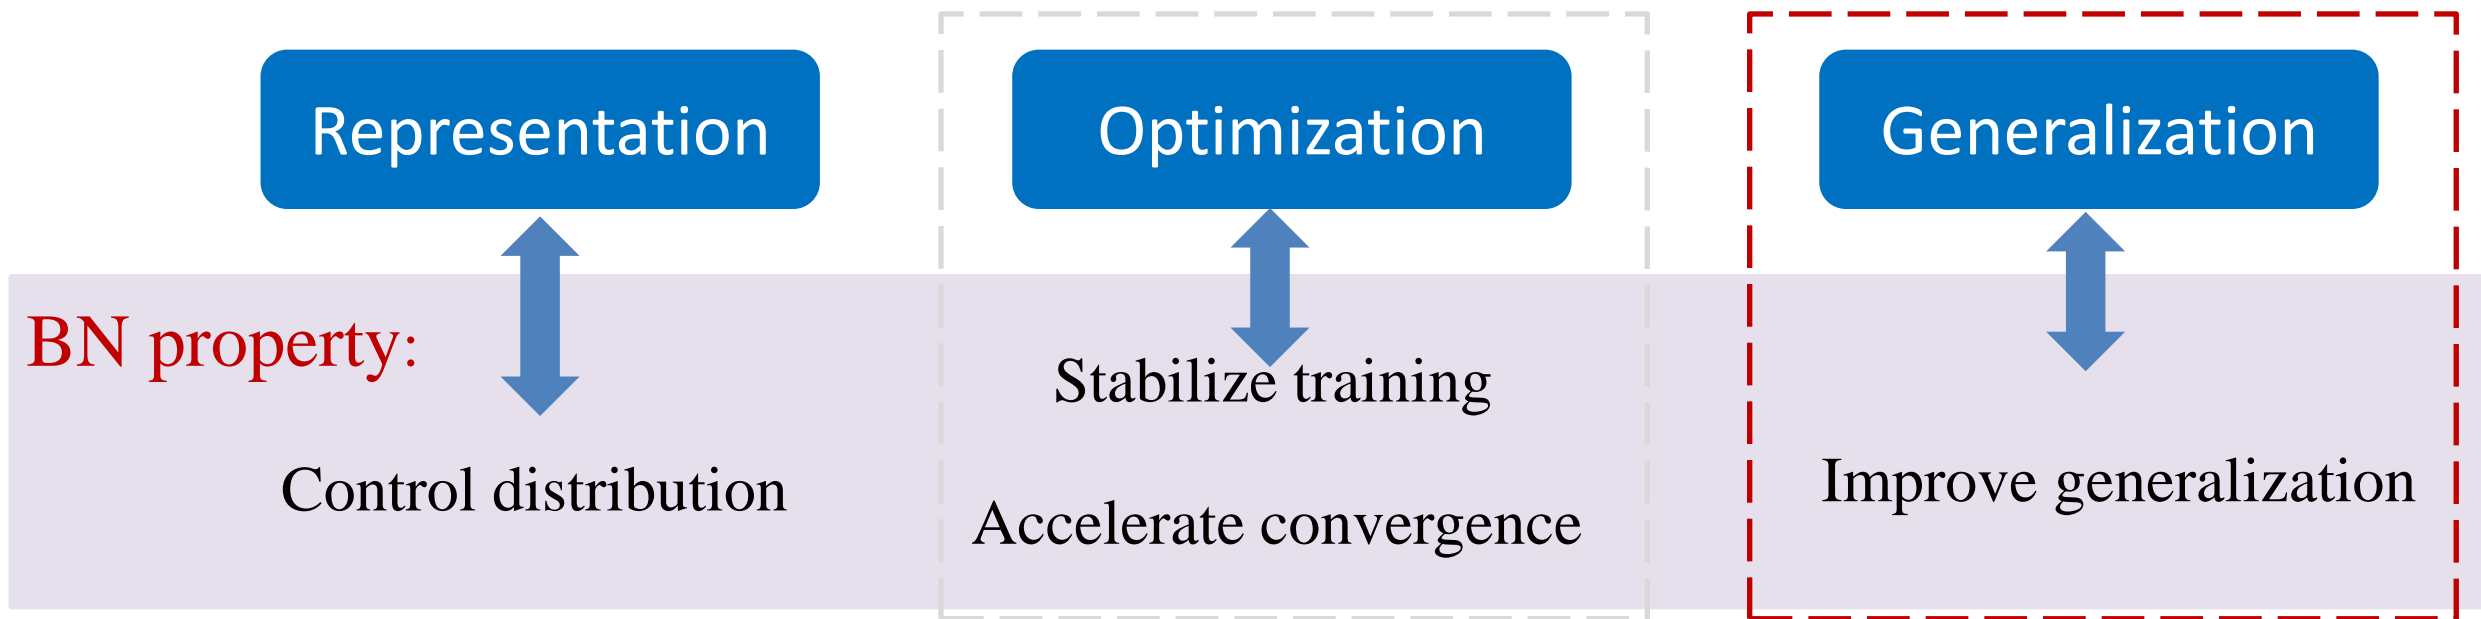 Representation
Optimization
Generalization
BN property:
Stabilize training
Control distribution
Accelerate convergence
Improve generalization